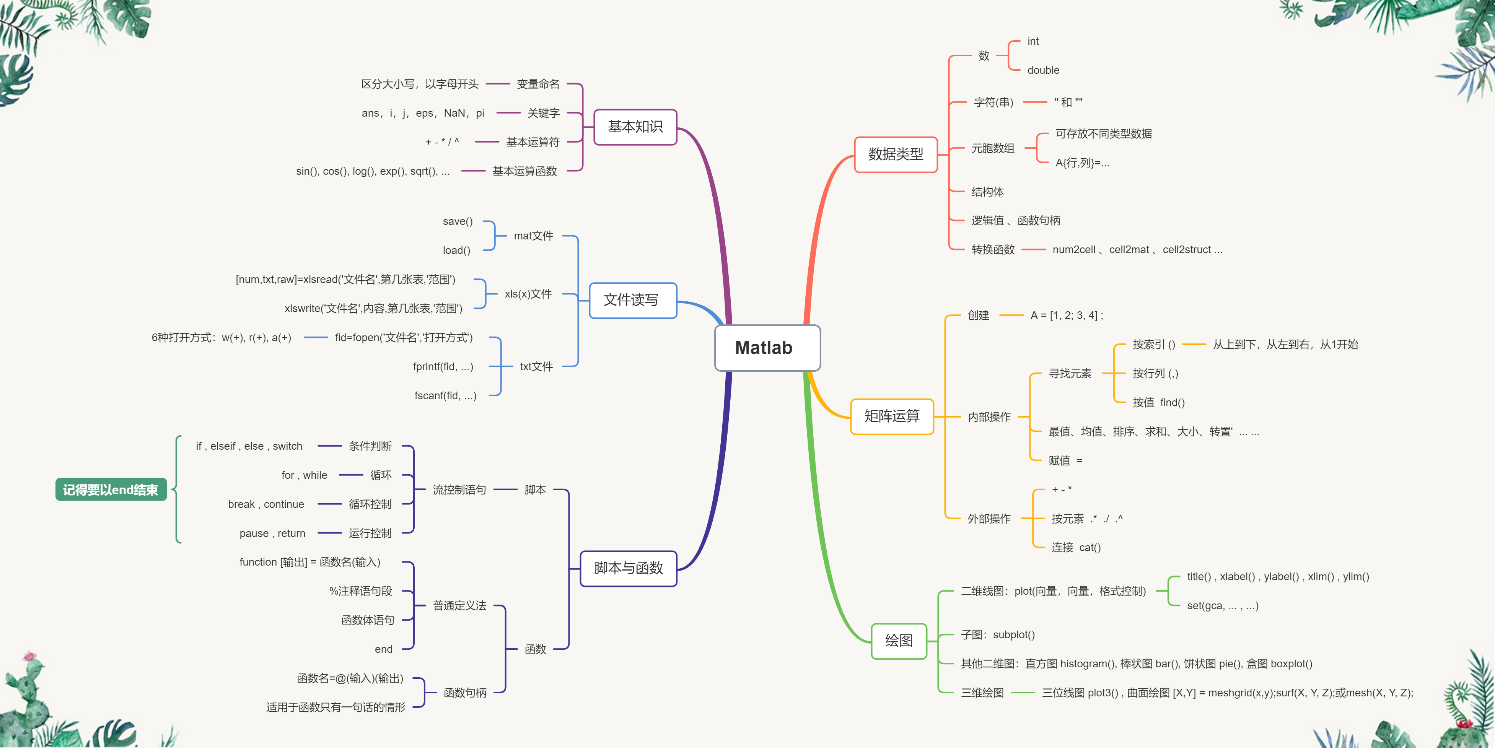 Matlab
基本知识
变量命名
区分大小写，以字母开头
关键字
ans，i，j，eps，NaN，pi
基本运算符
+ - * / ^
基本运算函数
sin(), cos(), log(), exp(), sqrt(), ...
文件读写
mat文件
save()
load()
xls(x)文件
[num,txt,raw]=xlsread('文件名',第几张表,'范围')
xlswrite('文件名',内容,第几张表,'范围')
txt文件
fid=fopen('文件名','打开方式')
6种打开方式：w(+), r(+), a(+)
fprintf(fid, ...)
fscanf(fid, ...)
脚本与函数
脚本
流控制语句
条件判断
if , elseif , else , switch
循环
for , while
循环控制
break , continue
运行控制
pause , return
记得要以end结束
函数
普通定义法
function [输出] = 函数名(输入)
%注释语句段
函数体语句
end
函数句柄
函数名=@(输入)(输出)
适用于函数只有一句话的情形
数据类型
数
int
double
字符(串)
'' 和 ""
元胞数组
可存放不同类型数据
A{行,列}=...
结构体
逻辑值 、函数句柄
转换函数
num2cell 、cell2mat 、cell2struct ...
矩阵运算
创建
A = [1, 2; 3, 4] ;
内部操作
寻找元素
按索引 ()
从上到下，从左到右，从1开始
按行列 (,)
按值 find()
最值、均值、排序、求和、大小、转置' ... ...
赋值 =
外部操作
+ - *
按元素 .* ./ .^
连接 cat()
绘图
二维线图：plot(向量，向量，格式控制)
title() , xlabel() , ylabel() , xlim() , ylim()
set(gca, ... , ...)
子图：subplot()
其他二维图：直方图 histogram(), 棒状图 bar(), 饼状图 pie(), 盒图 boxplot()
三维绘图
三位线图 plot3() , 曲面绘图 [X,Y] = meshgrid(x,y);surf(X, Y, Z);或mesh(X, Y, Z);